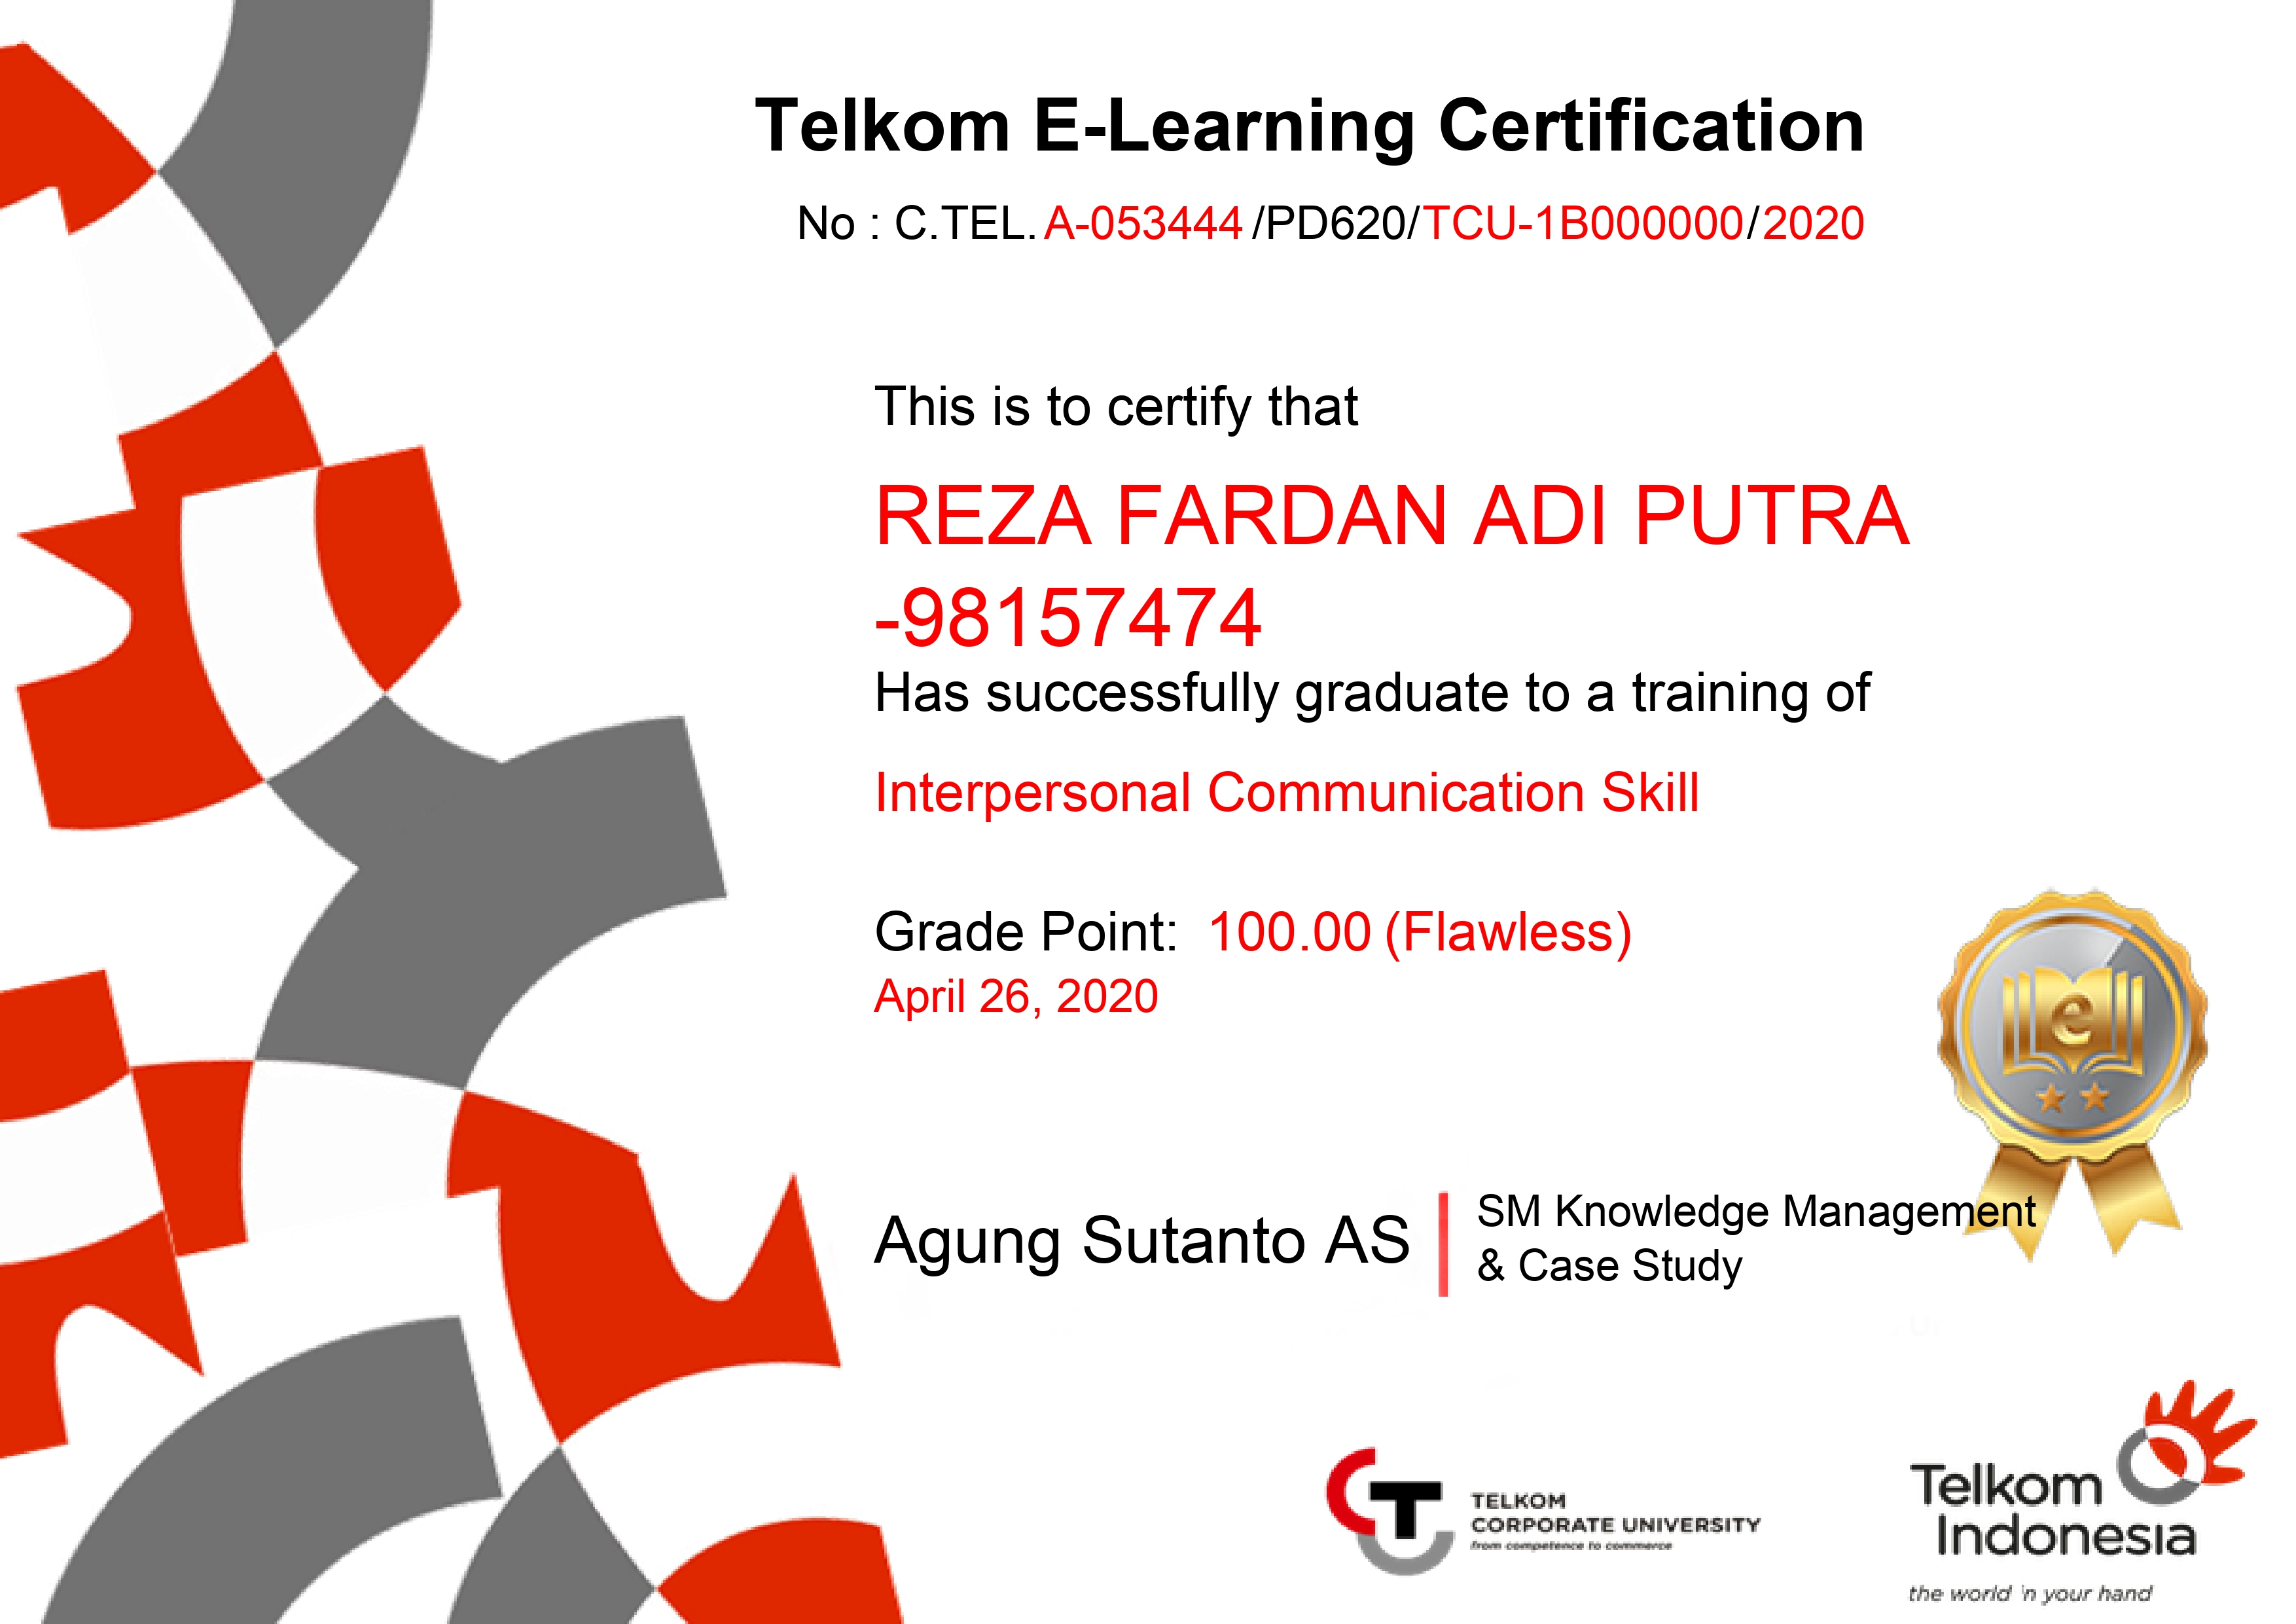 Telkom E-Learning Certification
No : C.TEL. A-053444 /PD620/TCU-1B000000/2020
This is to certify that
REZA FARDAN ADI PUTRA
-98157474
Has successfully graduate to a training of
Interpersonal Communication Skill
Grade Point: 100.00 (Flawless)
April 26, 2020
e
Agung Sutanto AS
SM Knowledge Management
& Case Study
CT
TELKOM
CORPORATE UNIVERSITY
from competence to commerce
Telkom
Indonesia
the world in your hand